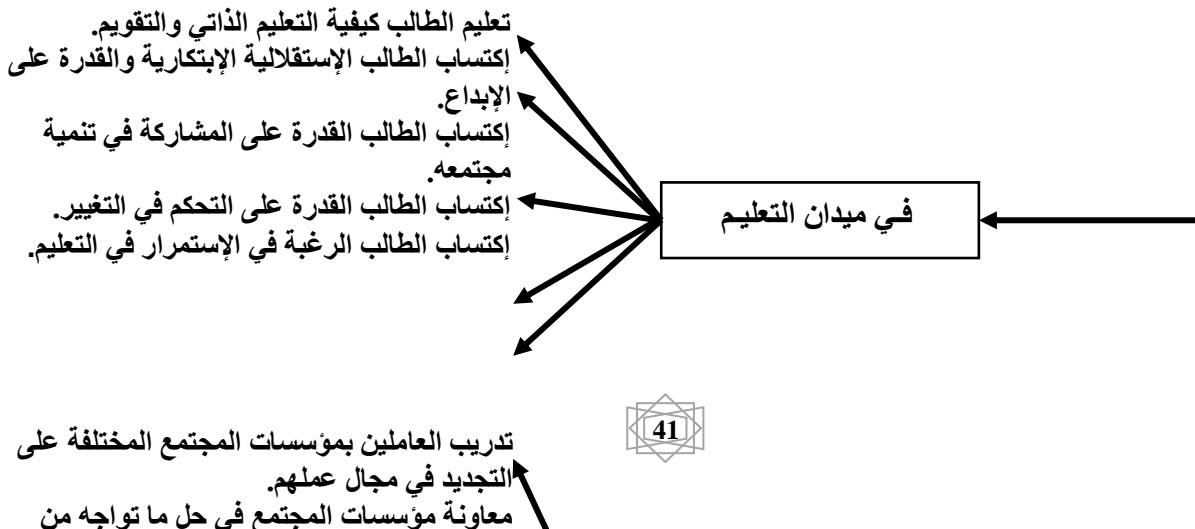 تعليم الطالب كيفية التعليم الذاتي والتقويم.
إكتساب الطالب الإستقلالية الإبتكارية والقدرة على
الإبداع.
إكتساب الطالب القدرة على المشاركة في تنمية
مجتمعه.
إكتساب الطالب القدرة على التحكم في التغيير.
إكتساب الطالب الرغبة في الإستمرار في التعليم.
في ميدان التعليم
41
تدريب العاملين بمؤسسات المجتمع المختلفة على
التجديد في مجال عملهم.
معاونة مؤسسات المجتمع في حل ما تواجه من